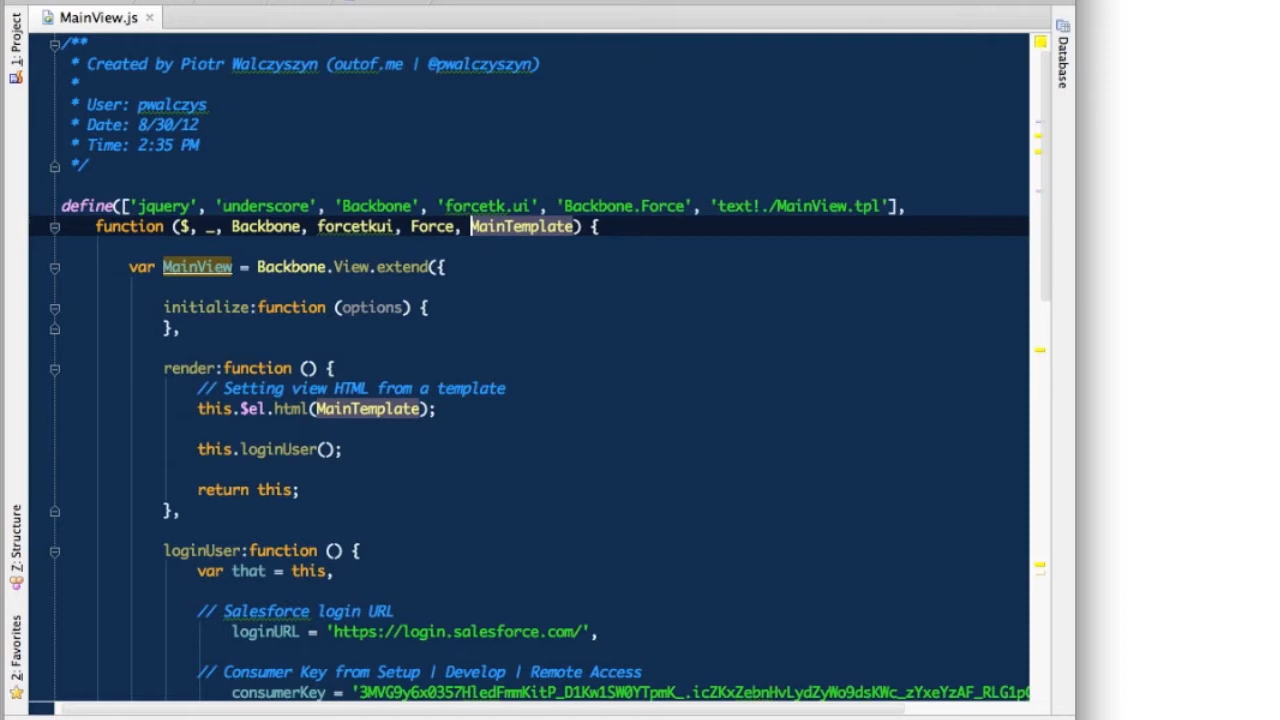 MainView.js
1: Project
Database
/**
* Created by Piotr Walczyszyn (outof.me | @pwalczyszyn)
*
* User: pwalczys
* Date: 8/30/12
* Time: 2:35 PM
*/
define(['jquery', 'underscore', 'Backbone', 'forcetk.ui', 'Backbone.Force', 'text!./MainView.tpl'],
function ($, _, Backbone, forcetkui, Force, MainTemplate) {
var MainView = Backbone.View.extend({
initialize:function (options) {
},
render:function () {
// Setting view HTML from a template
this.$el.html(MainTemplate);
this.loginUser();
return this;
},
loginUser:function () {
var that = this,
// Salesforce login URL
loginURL = 'https://login.salesforce.com/',
// Consumer Key from Setup | Develop | Remote Access
consumerKey = '3MVG9y6x0357HledFmmKitP_D1Kw1SW0YTpmK_.icZKxZebnHvLydZyWo9dsKWc_zYxeYzAF_RLG1pC
Z: Structure
2: Favorites